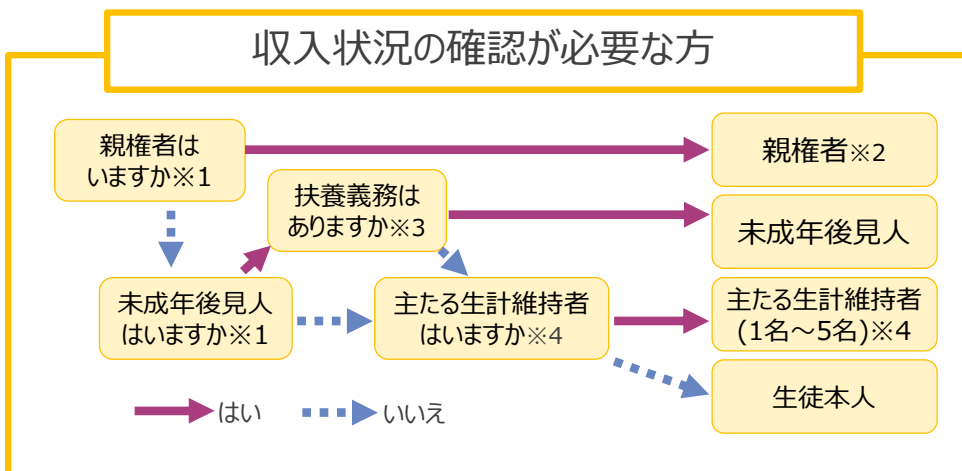 収入状況の確認が必要な方
親権者は
いますか※1
親権者※2
扶養義務は
ありますか※3
未成年後見人
未成年後見人
はいますか※1
主たる生計維持者
はいますか※4
主たる生計維持者
(1名～5名)※4
生徒本人
はい
いいえ